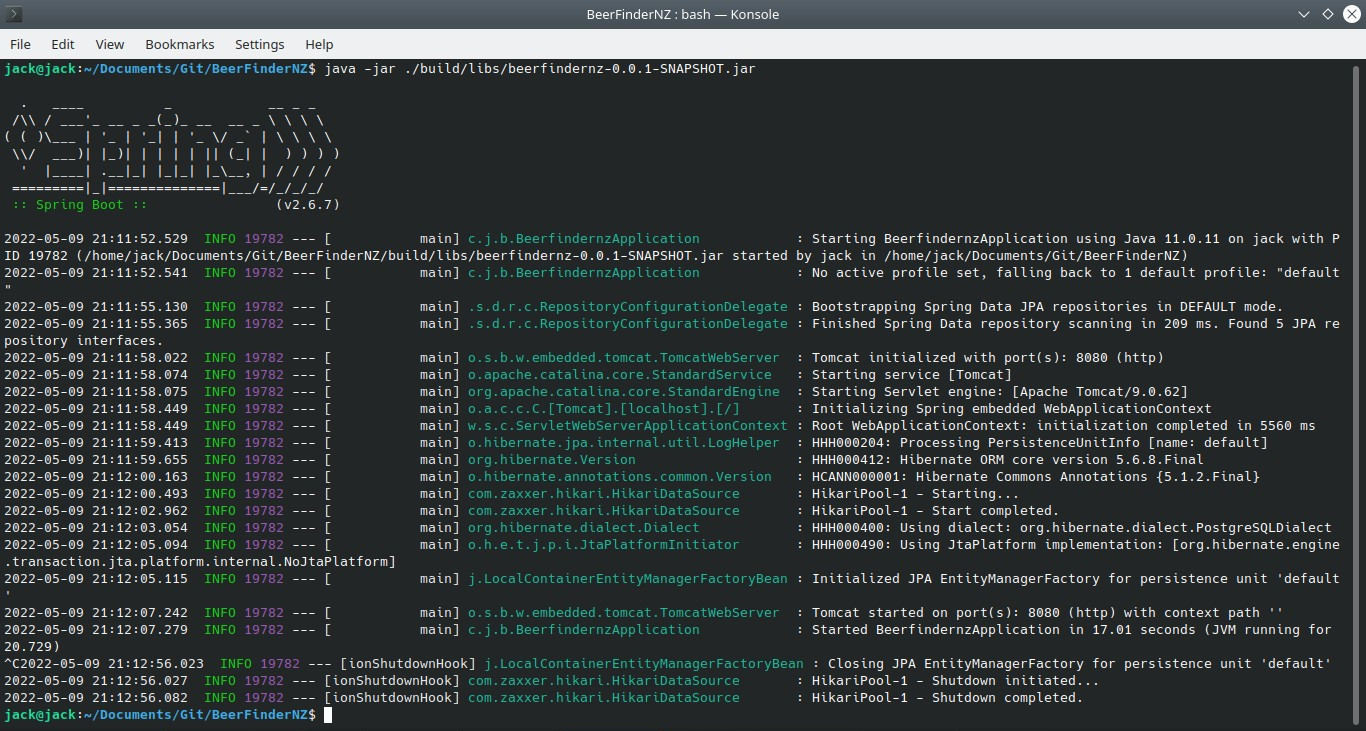 BeerFinderNZ : bash — Konsole
File Edit View Bookmarks Settings Help
jack@jack:~/Documents/Git/BeerFinderNZ$ java -jar ./build/libs/beerfindernz-0.0.1-SNAPSHOT.jar
  .   ____          _            __ _ _
 /\\ / ___'_ __ _ _(_)_ __  __ _ \ \ \ \
( ( )\___ | '_ | '_| | '_ \/ _` | \ \ \ \
 \\/  ___)| |_)| | | | | || (_| |  ) ) ) )
  '  |____| .__|_| |_|_| |_\__, | / / / /
 =========|_|==============|___/=/_/_/_/
 :: Spring Boot ::                (v2.6.7)
2022-05-09 21:11:52.529  INFO 19782 --- [           main] c.j.b.BeerfindernzApplication            : Starting BeerfindernzApplication using Java 11.0.11 on jack with P
ID 19782 (/home/jack/Documents/Git/BeerFinderNZ/build/libs/beerfindernz-0.0.1-SNAPSHOT.jar started by jack in /home/jack/Documents/Git/BeerFinderNZ)
2022-05-09 21:11:52.541  INFO 19782 --- [           main] c.j.b.BeerfindernzApplication            : No active profile set, falling back to 1 default profile: "default
"
2022-05-09 21:11:55.130  INFO 19782 --- [           main] .s.d.r.c.RepositoryConfigurationDelegate : Bootstrapping Spring Data JPA repositories in DEFAULT mode.
2022-05-09 21:11:55.365  INFO 19782 --- [           main] .s.d.r.c.RepositoryConfigurationDelegate : Finished Spring Data repository scanning in 209 ms. Found 5 JPA re
pository interfaces.
2022-05-09 21:11:58.022  INFO 19782 --- [           main] o.s.b.w.embedded.tomcat.TomcatWebServer  : Tomcat initialized with port(s): 8080 (http)
2022-05-09 21:11:58.074  INFO 19782 --- [           main] o.apache.catalina.core.StandardService   : Starting service [Tomcat]
2022-05-09 21:11:58.075  INFO 19782 --- [           main] org.apache.catalina.core.StandardEngine  : Starting Servlet engine: [Apache Tomcat/9.0.62]
2022-05-09 21:11:58.449  INFO 19782 --- [           main] o.a.c.c.C.[Tomcat].[localhost].[/]       : Initializing Spring embedded WebApplicationContext
2022-05-09 21:11:58.449  INFO 19782 --- [           main] w.s.c.ServletWebServerApplicationContext : Root WebApplicationContext: initialization completed in 5560 ms
2022-05-09 21:11:59.413  INFO 19782 --- [           main] o.hibernate.jpa.internal.util.LogHelper  : HHH000204: Processing PersistenceUnitInfo [name: default]
2022-05-09 21:11:59.655  INFO 19782 --- [           main] org.hibernate.Version                    : HHH000412: Hibernate ORM core version 5.6.8.Final
2022-05-09 21:12:00.163  INFO 19782 --- [           main] o.hibernate.annotations.common.Version   : HCANN000001: Hibernate Commons Annotations {5.1.2.Final}
2022-05-09 21:12:00.493  INFO 19782 --- [           main] com.zaxxer.hikari.HikariDataSource       : HikariPool-1 - Starting...
2022-05-09 21:12:02.962  INFO 19782 --- [           main] com.zaxxer.hikari.HikariDataSource       : HikariPool-1 - Start completed.
2022-05-09 21:12:03.054  INFO 19782 --- [           main] org.hibernate.dialect.Dialect            : HHH000400: Using dialect: org.hibernate.dialect.PostgreSQLDialect
2022-05-09 21:12:05.094  INFO 19782 --- [           main] o.h.e.t.j.p.i.JtaPlatformInitiator       : HHH000490: Using JtaPlatform implementation: [org.hibernate.engine
.transaction.jta.platform.internal.NoJtaPlatform]
2022-05-09 21:12:05.115  INFO 19782 --- [           main] j.LocalContainerEntityManagerFactoryBean : Initialized JPA EntityManagerFactory for persistence unit 'default
'
2022-05-09 21:12:07.242  INFO 19782 --- [           main] o.s.b.w.embedded.tomcat.TomcatWebServer  : Tomcat started on port(s): 8080 (http) with context path ''
2022-05-09 21:12:07.279  INFO 19782 --- [           main] c.j.b.BeerfindernzApplication            : Started BeerfindernzApplication in 17.01 seconds (JVM running for
20.729)
^C2022-05-09 21:12:56.023  INFO 19782 --- [ionShutdownHook] j.LocalContainerEntityManagerFactoryBean : Closing JPA EntityManagerFactory for persistence unit 'default'
2022-05-09 21:12:56.027  INFO 19782 --- [ionShutdownHook] com.zaxxer.hikari.HikariDataSource       : HikariPool-1 - Shutdown initiated...
2022-05-09 21:12:56.082  INFO 19782 --- [ionShutdownHook] com.zaxxer.hikari.HikariDataSource       : HikariPool-1 - Shutdown completed.
jack@jack:~/Documents/Git/BeerFinderNZ$